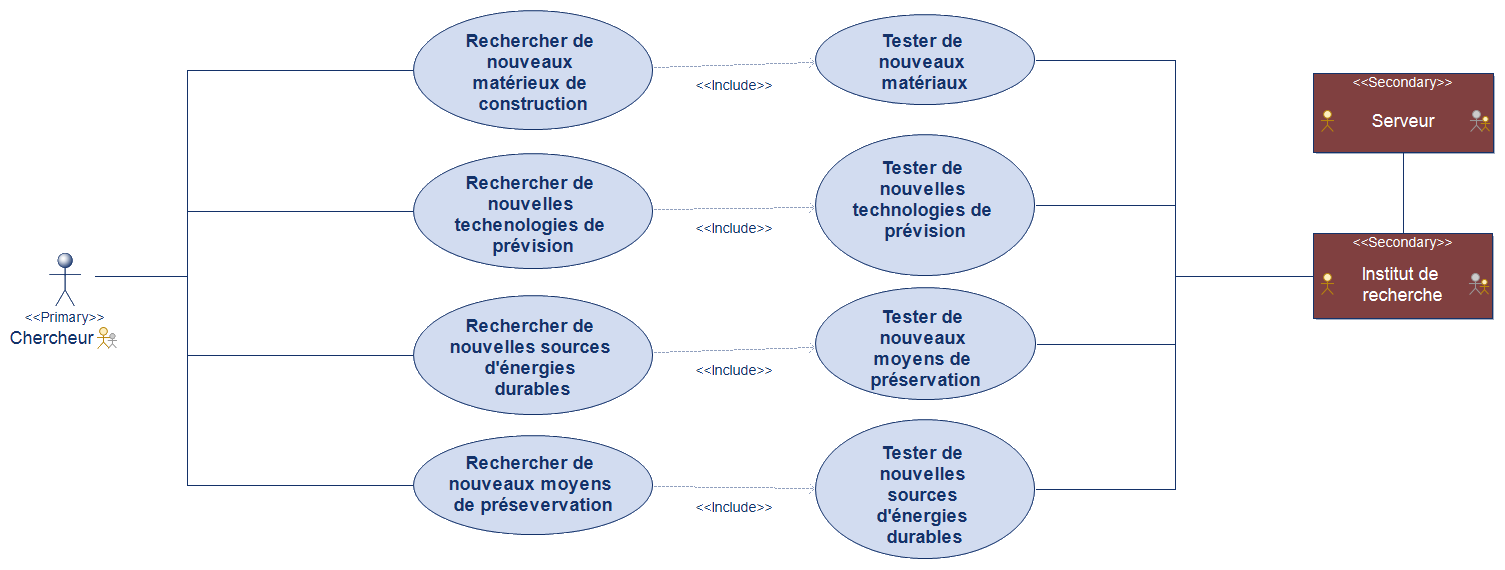 Rechercher de
nouveaux
matérieux de
construction
<<Include>>
Tester de
nouveaux
matériaux
<<Secondary>>
Serveur
Rechercher de
nouvelles
techenologies de
prévision
<<Include>>
Tester de
nouvelles
technologies de
prévision
<<Secondary>>
Institut de
recherche
<<Primary>>
Chercheur
Rechercher de
nouvelles sources
d'énergies
durables
<<Include>>
Tester de
nouveaux
moyens de
préservation
Rechercher de
nouveaux moyens
de présevervation
<<Include>>
Tester de
nouvelles
sources
d'énergies
durables